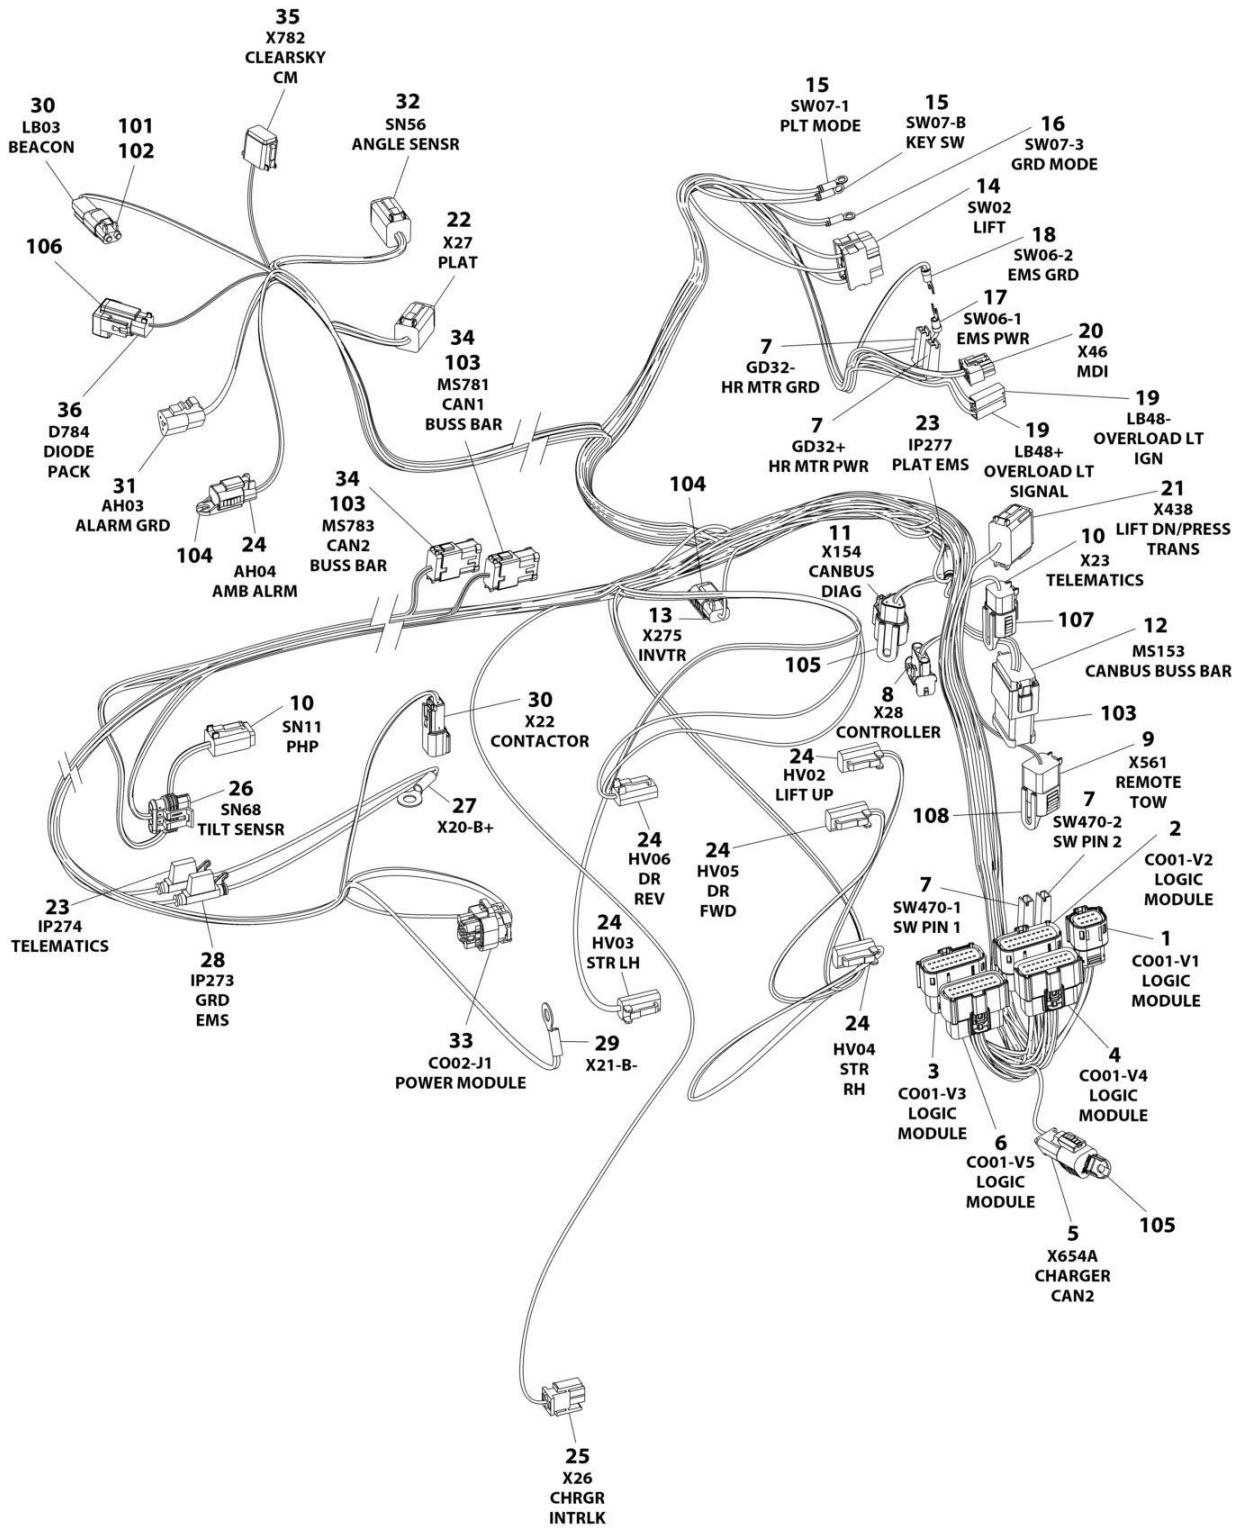 35
X782
CLEARSKY
CM
30
LB03
BEACON
101
102
32
SN56
ANGLE SENSR
22
X27
PLAT
106
34
103
MS781
CAN1
BUSS BAR
36
D784
DIODE
PACK
31
AH03
ALARM GRD
104
24
AH04
AMB ALRM
34
103
MS783
CAN2
BUSS BAR
15
SW07-1
PLT MODE
15
SW07-B
KEY SW
16
SW07-3
GRD MODE
14
SW02
LIFT
18
SW06-2
EMS GRD
17
SW06-1
EMS PWR
20
X46
MDI
7
GD32-
HR MTR GRD
7
GD32+
HR MTR PWR
19
LB48-
OVERLOAD LT
IGN
19
LB48+
OVERLOAD LT
SIGNAL
23
IP277
PLAT EMS
21
X438
LIFT DN/PRESS
TRANS
104
11
X154
CANBUS
DIAG
10
X23
TELEMATICS
107
13
X275
INVTR
105
12
MS153
CANBUS BUSS BAR
8
X28
CONTROLLER
103
10
SN11
PHP
30
X22
CONTACTOR
9
X561
REMOTE
TOW
108
26
SN68
TILT SENSR
27
X20-B+
24
HV02
LIFT UP
24
HV06
DR
REV
24
HV05
DR
FWD
7
SW470-2
SW PIN 2
2
CO01-V2
LOGIC
MODULE
7
SW470-1
SW PIN 1
23
IP274
TELEMATICS
28
IP273
GRD
EMS
24
HV03
STR LH
1
CO01-V1
LOGIC
MODULE
33
CO02-J1
POWER MODULE
29
X21-B-
24
HV04
STR
RH
3
CO01-V3
LOGIC
MODULE
4
CO01-V4
LOGIC
MODULE
6
CO01-V5
LOGIC
MODULE
105
5
X654A
CHARGER
CAN2
25
X26
CHRGR
INTRLK